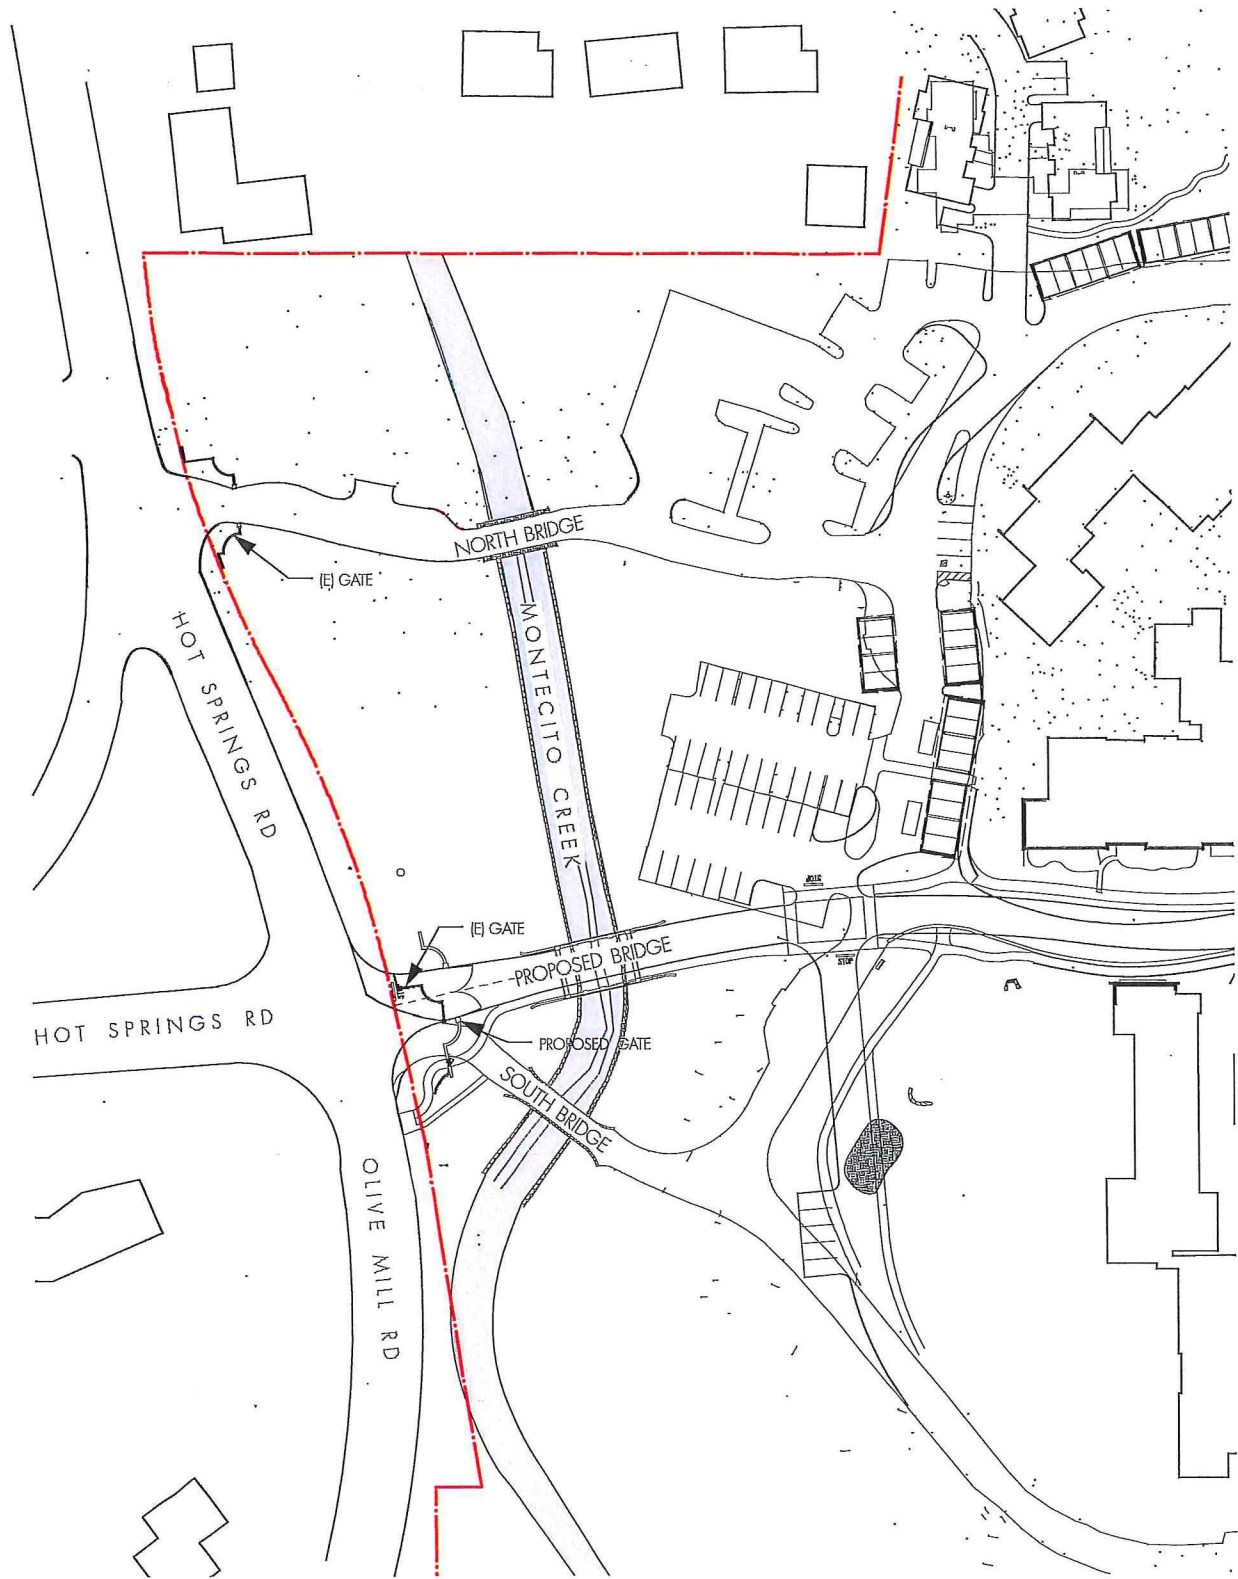 NORTH BRIDGE
(E) GATE
HOT SPRINGS RD
MONTECITO CREEK
STOP
(E) GATE
PROPOSED BRIDGE
STOP
HOT SPRINGS RD
PROPOSED GATE
SOUTH BRIDGE
OLIVE MILL RD